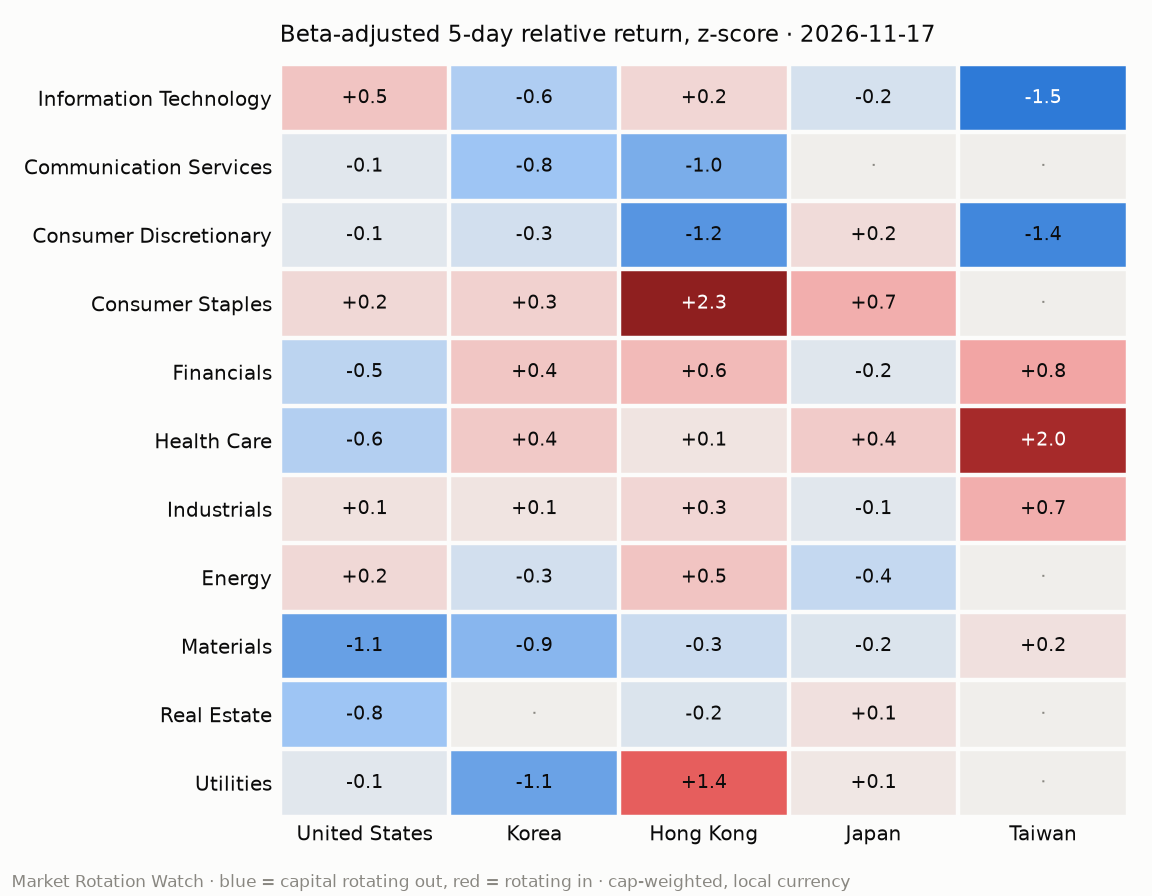 Beta-adjusted 5-day relative return, z-score · 2026-11-17
Information Technology +0.5 -0.6 +0.2 -0.2 -1.5
Communication Services -0.1 -0.8 -1.0 · ·
Consumer Discretionary -0.1 -0.3 -1.2 +0.2 -1.4
Consumer Staples +0.2 +0.3 +2.3 +0.7 ·
Financials -0.5 +0.4 +0.6 -0.2 +0.8
Health Care -0.6 +0.4 +0.1 +0.4 +2.0
Industrials +0.1 +0.1 +0.3 -0.1 +0.7
Energy +0.2 -0.3 +0.5 -0.4 ·
Materials -1.1 -0.9 -0.3 -0.2 +0.2
Real Estate -0.8 · -0.2 +0.1 ·
Utilities -0.1 -1.1 +1.4 +0.1 ·
United States Korea Hong Kong Japan Taiwan
Market Rotation Watch · blue = capital rotating out, red = rotating in · cap-weighted, local currency